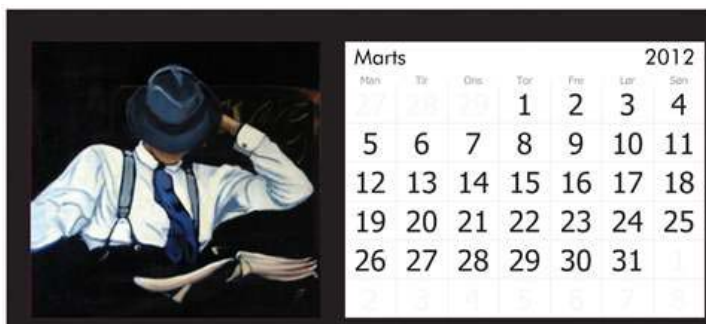 Marts 2012
Man Tir Ons Tor Fre Lør Søn
27 28 29 1 2 3 4
5 6 7 8 9 10 11
12 13 14 15 16 17 18
19 20 21 22 23 24 25
26 27 28 29 30 31 1
2 3 4 5 6 7 8